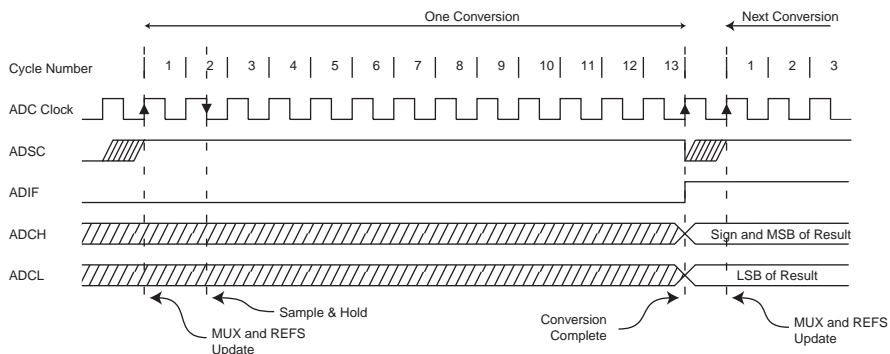 One Conversion
Next Conversion
Cycle Number 1 2 3 4 5 6 7 8 9 10 11 12 13 1 2 3
ADC Clock
ADSC
ADIF
ADCH
Sign and MSB of Result
ADCL
LSB of Result
Sample & Hold
MUX and REFS
Update
Conversion
Complete
MUX and REFS
Update